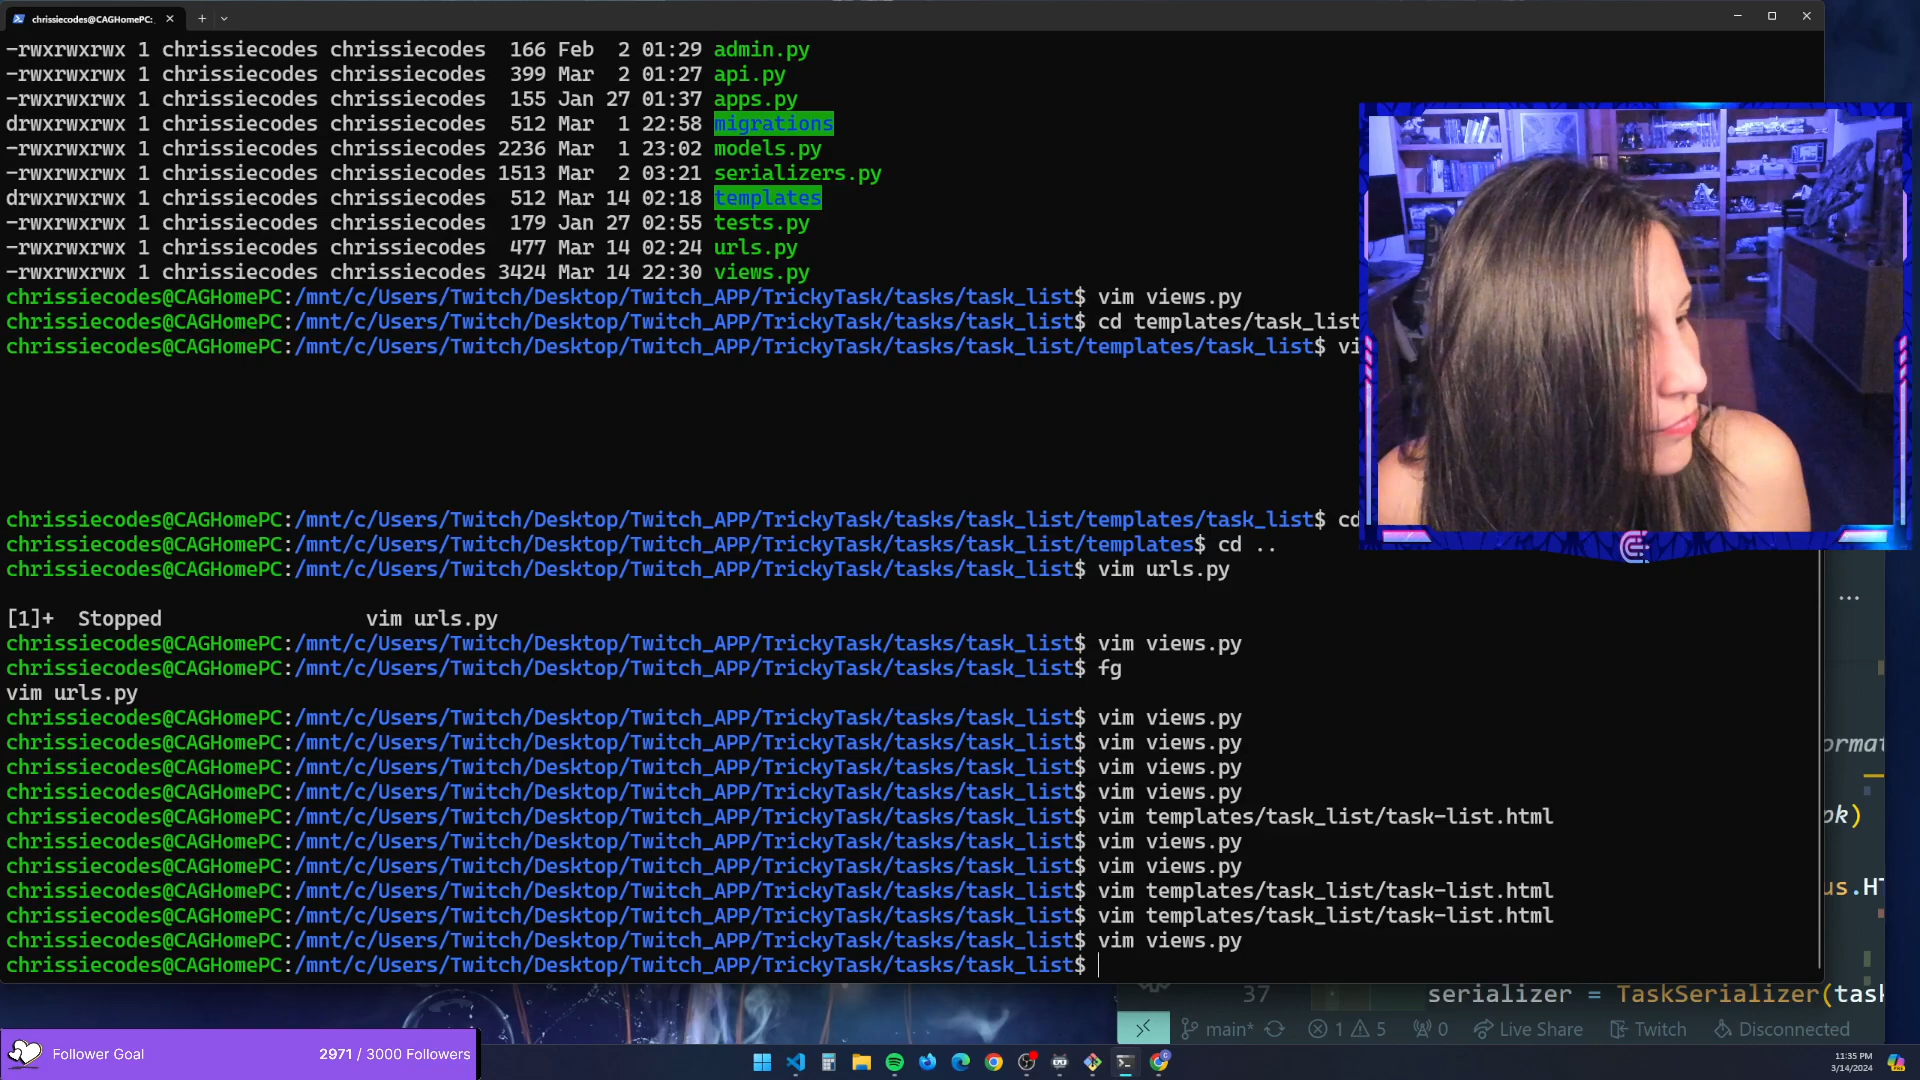 chrissiecodes@CAGHomePC:
-rwxrwxrwx 1 chrissiecodes chrissiecodes  166 Feb  2 01:29 admin.py
-rwxrwxrwx 1 chrissiecodes chrissiecodes  399 Mar  2 01:27 api.py
-rwxrwxrwx 1 chrissiecodes chrissiecodes  155 Jan 27 01:37 apps.py
drwxrwxrwx 1 chrissiecodes chrissiecodes  512 Mar  1 22:58 migrations
-rwxrwxrwx 1 chrissiecodes chrissiecodes 2236 Mar  1 23:02 models.py
-rwxrwxrwx 1 chrissiecodes chrissiecodes 1513 Mar  2 03:21 serializers.py
drwxrwxrwx 1 chrissiecodes chrissiecodes  512 Mar 14 02:18 templates
-rwxrwxrwx 1 chrissiecodes chrissiecodes  179 Jan 27 02:55 tests.py
-rwxrwxrwx 1 chrissiecodes chrissiecodes  477 Mar 14 02:24 urls.py
-rwxrwxrwx 1 chrissiecodes chrissiecodes 3424 Mar 14 22:30 views.py
chrissiecodes@CAGHomePC:/mnt/c/Users/Twitch/Desktop/Twitch_APP/TrickyTask/tasks/task_list$ vim views.py
chrissiecodes@CAGHomePC:/mnt/c/Users/Twitch/Desktop/Twitch_APP/TrickyTask/tasks/task_list$ cd templates/task_list
chrissiecodes@CAGHomePC:/mnt/c/Users/Twitch/Desktop/Twitch_APP/TrickyTask/tasks/task_list/templates/task_list$ vi
chrissiecodes@CAGHomePC:/mnt/c/Users/Twitch/Desktop/Twitch_APP/TrickyTask/tasks/task_list/templates/task_list$ cd
chrissiecodes@CAGHomePC:/mnt/c/Users/Twitch/Desktop/Twitch_APP/TrickyTask/tasks/task_list/templates$ cd ..
chrissiecodes@CAGHomePC:/mnt/c/Users/Twitch/Desktop/Twitch_APP/TrickyTask/tasks/task_list$ vim urls.py
[1]+  Stopped                 vim urls.py
chrissiecodes@CAGHomePC:/mnt/c/Users/Twitch/Desktop/Twitch_APP/TrickyTask/tasks/task_list$ vim views.py
chrissiecodes@CAGHomePC:/mnt/c/Users/Twitch/Desktop/Twitch_APP/TrickyTask/tasks/task_list$ fg
vim urls.py
chrissiecodes@CAGHomePC:/mnt/c/Users/Twitch/Desktop/Twitch_APP/TrickyTask/tasks/task_list$ vim views.py
chrissiecodes@CAGHomePC:/mnt/c/Users/Twitch/Desktop/Twitch_APP/TrickyTask/tasks/task_list$ vim views.py
chrissiecodes@CAGHomePC:/mnt/c/Users/Twitch/Desktop/Twitch_APP/TrickyTask/tasks/task_list$ vim views.py
chrissiecodes@CAGHomePC:/mnt/c/Users/Twitch/Desktop/Twitch_APP/TrickyTask/tasks/task_list$ vim views.py
chrissiecodes@CAGHomePC:/mnt/c/Users/Twitch/Desktop/Twitch_APP/TrickyTask/tasks/task_list$ vim templates/task_list/task-list.html
chrissiecodes@CAGHomePC:/mnt/c/Users/Twitch/Desktop/Twitch_APP/TrickyTask/tasks/task_list$ vim views.py
chrissiecodes@CAGHomePC:/mnt/c/Users/Twitch/Desktop/Twitch_APP/TrickyTask/tasks/task_list$ vim views.py
chrissiecodes@CAGHomePC:/mnt/c/Users/Twitch/Desktop/Twitch_APP/TrickyTask/tasks/task_list$ vim templates/task_list/task-list.html
chrissiecodes@CAGHomePC:/mnt/c/Users/Twitch/Desktop/Twitch_APP/TrickyTask/tasks/task_list$ vim templates/task_list/task-list.html
chrissiecodes@CAGHomePC:/mnt/c/Users/Twitch/Desktop/Twitch_APP/TrickyTask/tasks/task_list$ vim views.py
chrissiecodes@CAGHomePC:/mnt/c/Users/Twitch/Desktop/Twitch_APP/TrickyTask/tasks/task_list$
ormat
pk)
us.HT
37 serializer = TaskSerializer(task
main* 1 5 0 Live Share Twitch Disconnected
Follower Goal 2971 / 3000 Followers
11:35 PM
3/14/2024